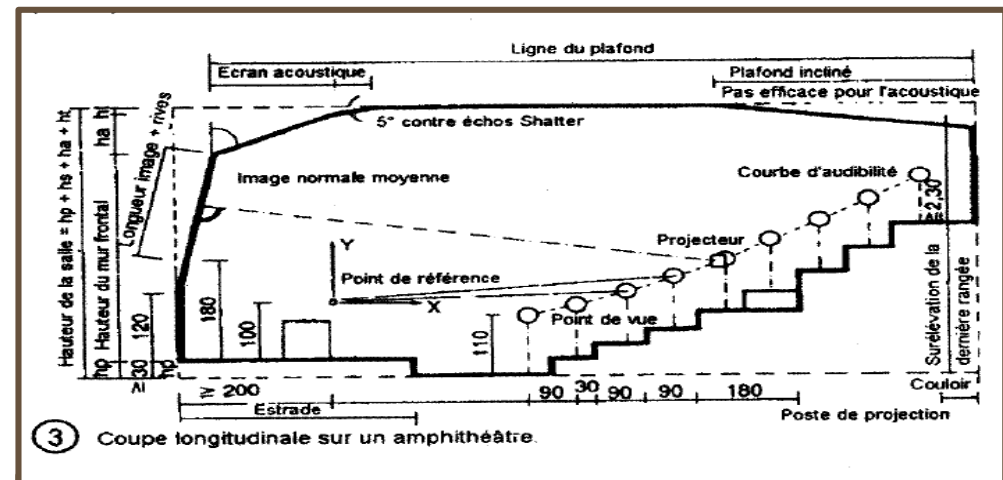 Ligne du plafond
Ecran acoustique
Plafond incliné
Pas efficace pour l'acoustique
5° contre échos Shatter
Hauteur de la salle = hp + hs + ha + ht
ha ht
Hauteur du mur frontal
Longueur image + rives
Image normale moyenne
Courbe d'audibilité
≥ 2,30
Projecteur
Y
Point de référence
X
Point de vue
180
120
100
110
hp
≥ 30
hp
Surélévation de la
dernière rangée
Couloir
≥ 200
90 30 90 90 180
Estrade
Poste de projection
3 Coupe longitudinale sur un amphithéâtre.